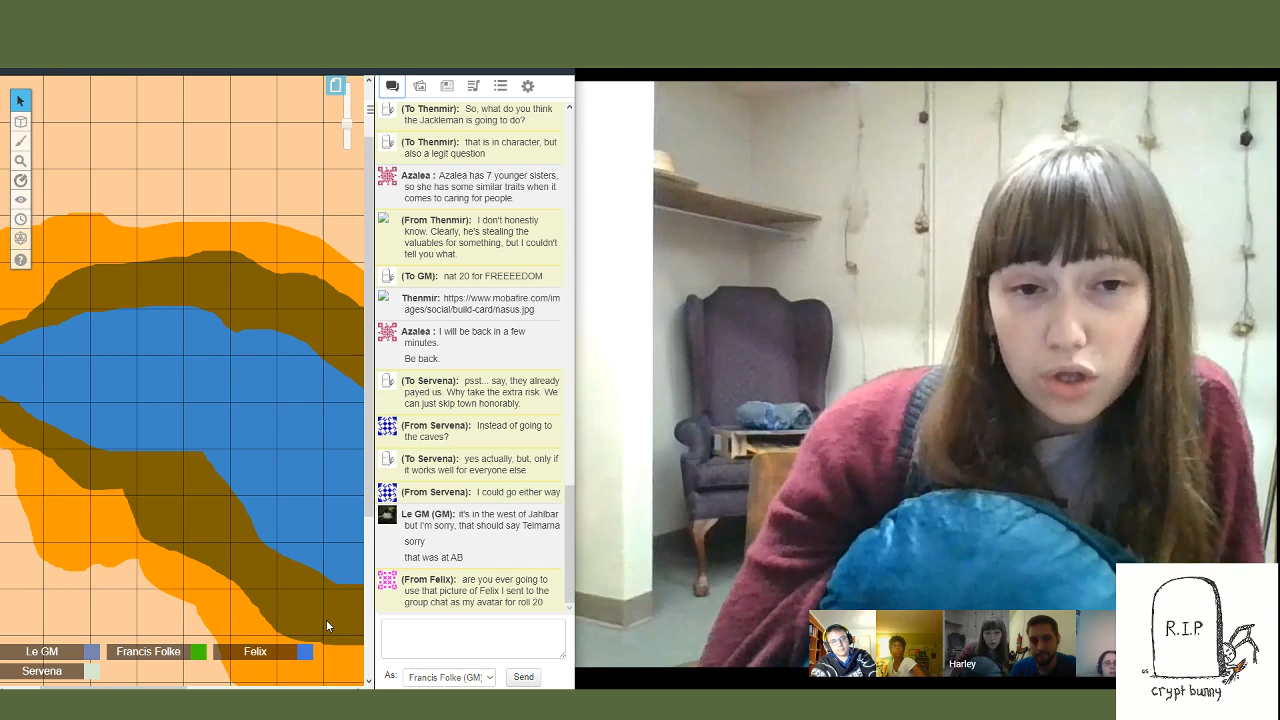 (To Thenmir): So, what do you think
the Jackleman is going to do?
(To Thenmir): that is in character, but
also a legit question
Azalea : Azalea has 7 younger sisters,
so she has some similar traits when it
comes to caring for people.
(From Thenmir): I don't honestly
know. Clearly, he's stealing the
valuables for something, but I couldn't
tell you what.
(To GM): nat 20 for FREEEEDOM
Thenmir: https://www.mobafire.com/im
ages/social/build-card/nasus.jpg
Azalea : I will be back in a few
minutes.
Be back.
(To Servena): psst... say, they already
payed us. Why take the extra risk. We
can just skip town honorably.
(From Servena): Instead of going to
the caves?
(To Servena): yes actually, but, only if
it works well for everyone else
(From Servena): I could go either way
Le GM (GM): it's in the west of Jahlbar
but I'm sorry, that should say Telmarna
sorry
that was at AB
(From Felix): are you ever going to
use that picture of Felix I sent to the
group chat as my avatar for roll 20
Le GM
Francis Folke
Felix
Servena
As: Francis Folke (GM)
Send
Harley
R.I.P.
crypt bunny